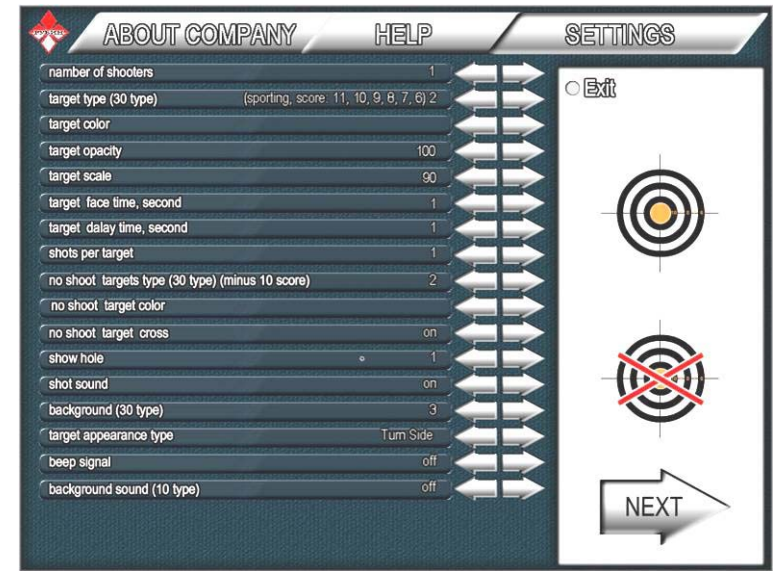 ABOUT COMPANY HELP SETTINGS
namber of shooters 1
target type (30 type) (sporting, score: 11, 10, 9, 8, 7, 6) 2
target color
target opacity 100
target scale 90
target face time, second 1
target dalay time, second 1
shots per target 1
no shoot targets type (30 type) (minus 10 score) 2
no shoot target color
no shoot target cross on
show hole 1
shot sound on
background (30 type) 3
target appearance type Turn Side
beep signal off
background sound (10 type) off
Exit
NEXT